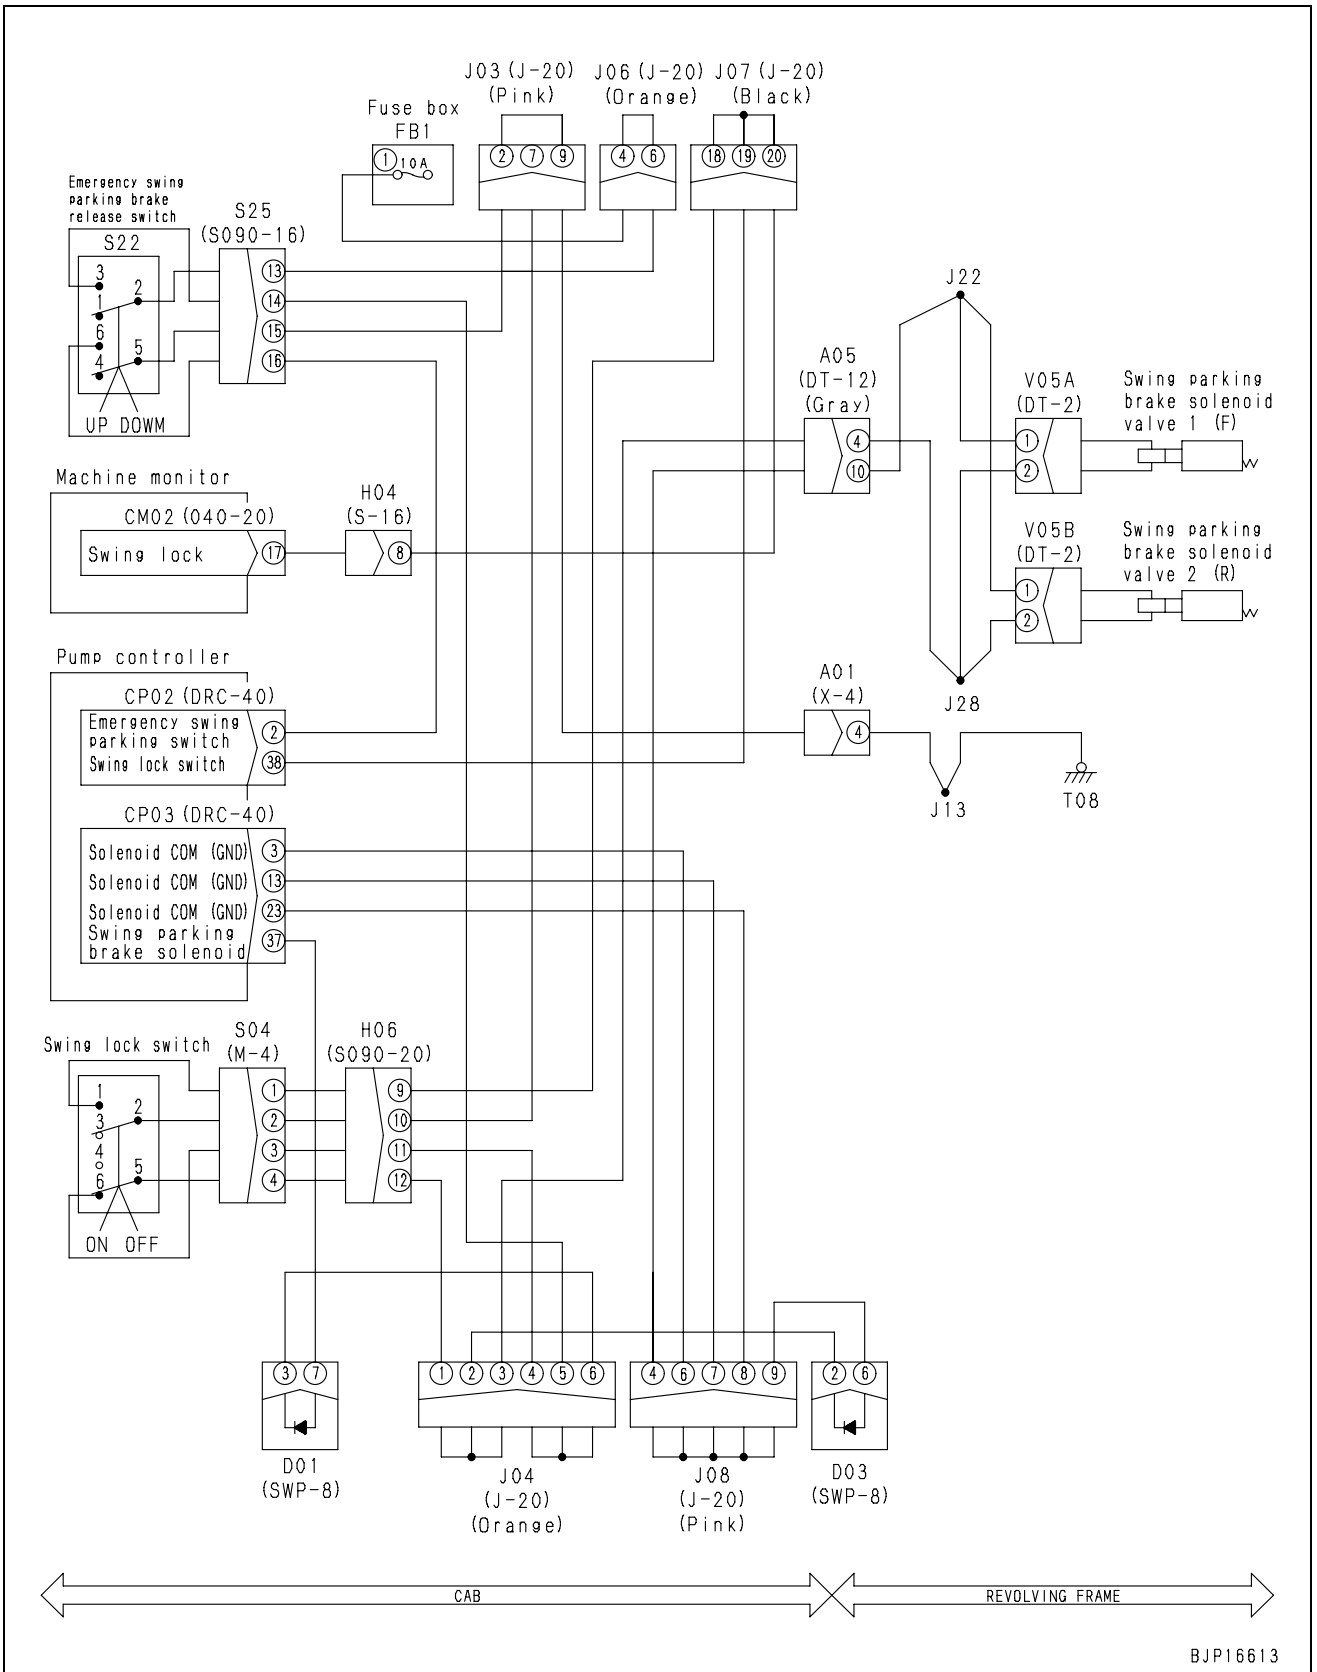 J03(J-20)
(Pink)
J06(J-20)
(Orange)
J07(J-20)
(Black)
Fuse box
FB1
1
10A
2 7 9
4 6
18 19 20
Emergency swing
parking brake
release switch
S22
S25
(S090-16)
3
1
2
6
4
5
UP DOWM
13
14
15
16
J22
A05
(DT-12)
(Gray)
4
10
V05A
(DT-2)
1
2
Swing parking
brake solenoid
valve 1 (F)
Machine monitor
CM02(040-20)
Swing lock
17
H04
(S-16)
8
V05B
(DT-2)
1
2
Swing parking
brake solenoid
valve 2 (R)
Pump controller
CP02(DRC-40)
Emergency swing
parking switch
2
Swing lock switch
38
A01
(X-4)
4
J28
J13
T08
CP03(DRC-40)
Solenoid COM (GND)
3
Solenoid COM (GND)
13
Solenoid COM (GND)
23
Swing parking
brake solenoid
37
Swing lock switch
S04
(M-4)
H06
(S090-20)
1
3
2
4
6
5
ON OFF
1
2
3
4
9
10
11
12
3 7
1 2 3 4 5 6
4 6 7 8 9
2 6
D01
(SWP-8)
J04
(J-20)
(Orange)
J08
(J-20)
(Pink)
D03
(SWP-8)
CAB
REVOLVING FRAME
BJP16613